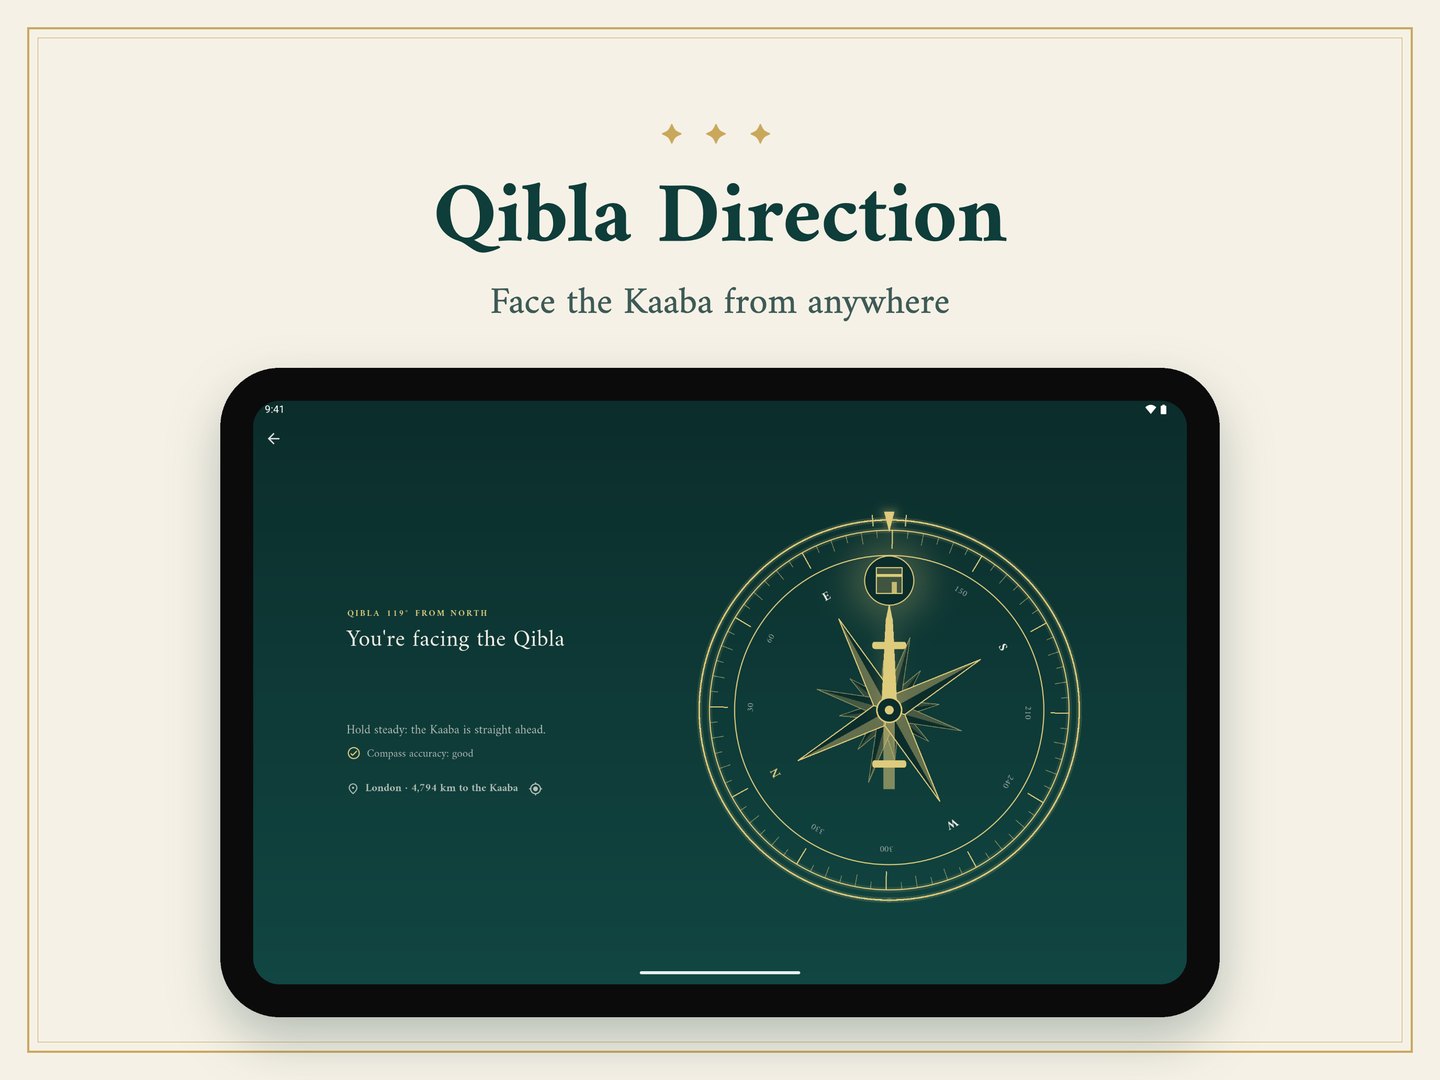 Qibla Direction
Face the Kaaba from anywhere
9:41
QIBLA 119° FROM NORTH
You're facing the Qibla
Hold steady: the Kaaba is straight ahead.
Compass accuracy: good
London · 4,794 km to the Kaaba
E
150
60
S
30
210
N
240
330
W
300